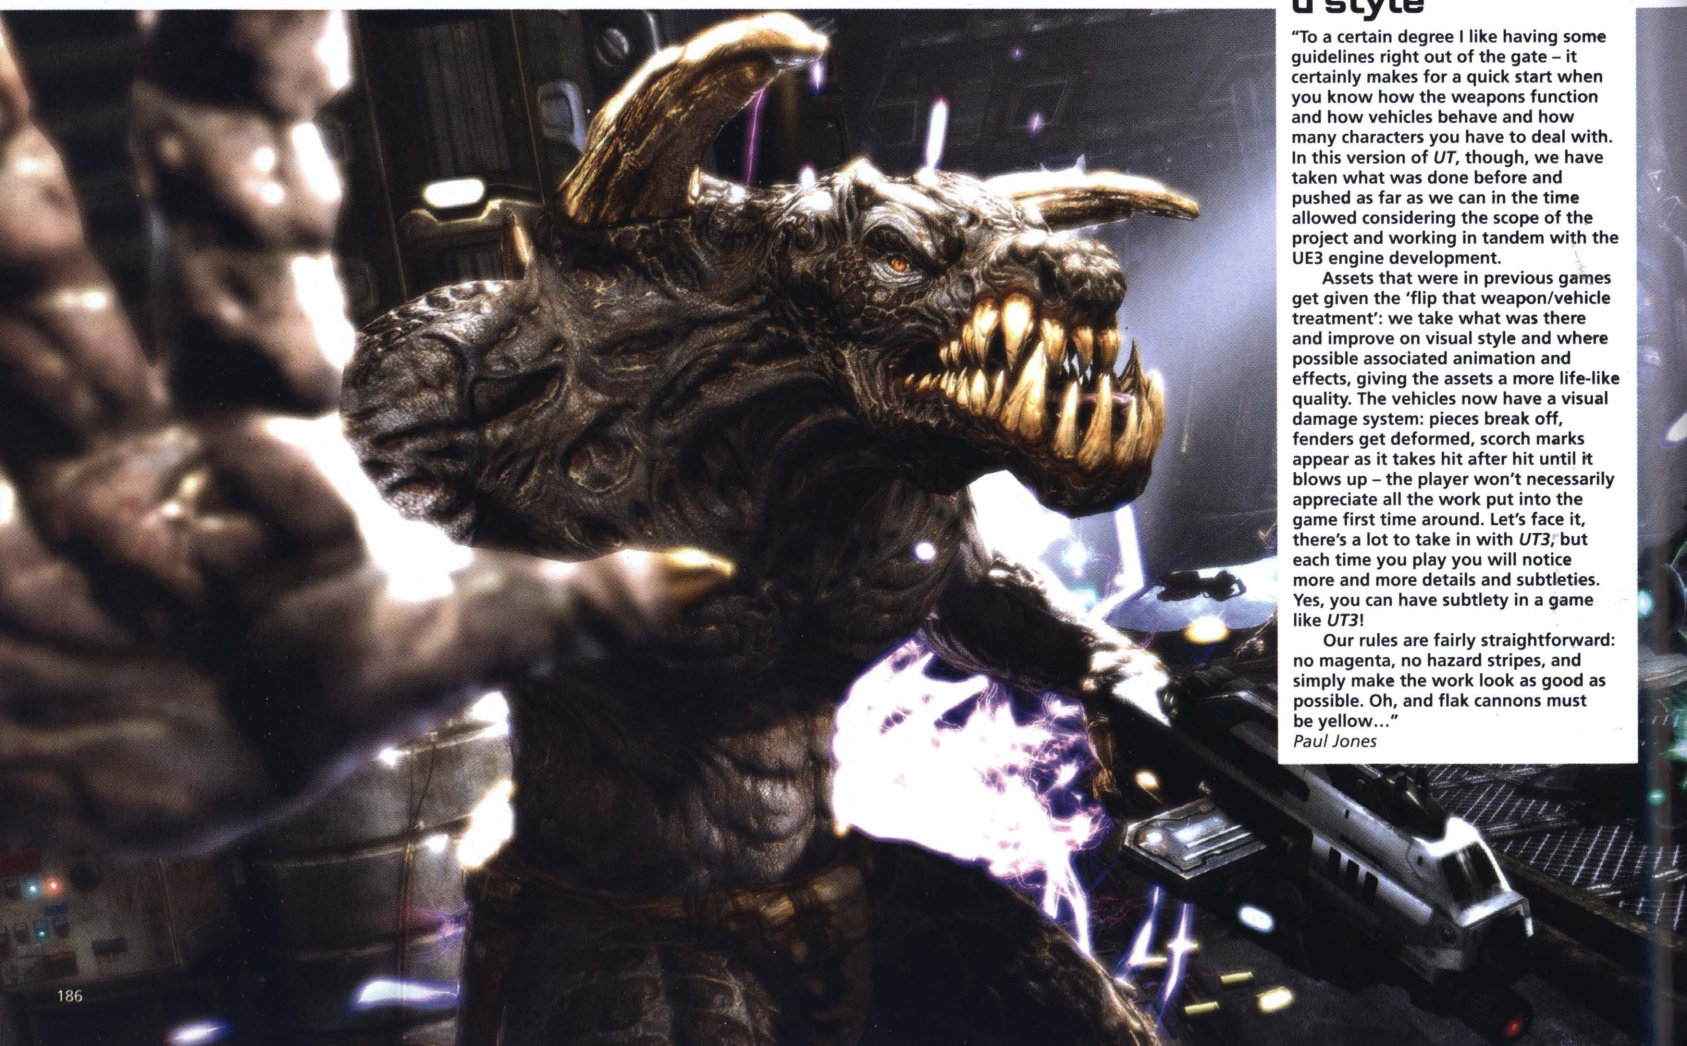 u style
“To a certain degree I like having some
guidelines right out of the gate – it
certainly makes for a quick start when
you know how the weapons function
and how vehicles behave and how
many characters you have to deal with.
In this version of UT, though, we have
taken what was done before and
pushed as far as we can in the time
allowed considering the scope of the
project and working in tandem with the
UE3 engine development.
Assets that were in previous games
get given the ‘flip that weapon/vehicle
treatment’: we take what was there
and improve on visual style and where
possible associated animation and
effects, giving the assets a more life-like
quality. The vehicles now have a visual
damage system: pieces break off,
fenders get deformed, scorch marks
appear as it takes hit after hit until it
blows up – the player won’t necessarily
appreciate all the work put into the
game first time around. Let’s face it,
there’s a lot to take in with UT3, but
each time you play you will notice
more and more details and subtleties.
Yes, you can have subtlety in a game
like UT3!
Our rules are fairly straightforward:
no magenta, no hazard stripes, and
simply make the work look as good as
possible. Oh, and flak cannons must
be yellow…”
Paul Jones
186